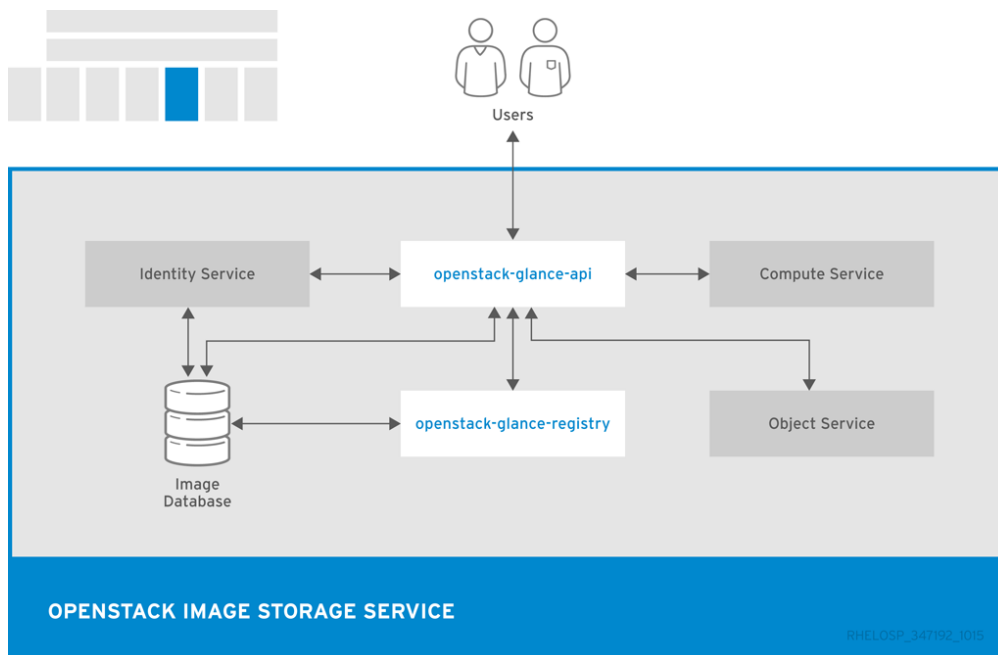 Users
Identity Service
openstack-glance-api
Compute Service
openstack-glance-registry
Object Service
Image
Database
OPENSTACK IMAGE STORAGE SERVICE
RHELOSP_347192_1015